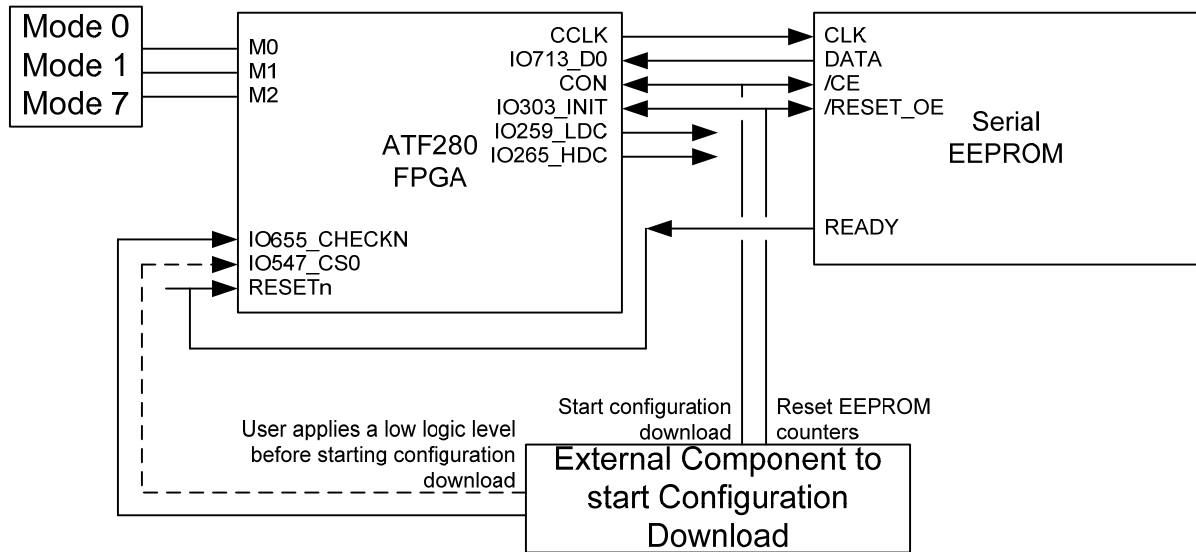 Mode 0
Mode 1
Mode 7
M0
M1
M2
CCLK
IO713_D0
CON
IO303_INIT
IO259_LDC
IO265_HDC
ATF280
FPGA
IO655_CHECKN
IO547_CS0
RESETn
CLK
DATA
/CE
/RESET_OE
Serial
EEPROM
READY
User applies a low logic level
before starting configuration
download
Start configuration
download
Reset EEPROM
counters
External Component to
start Configuration
Download